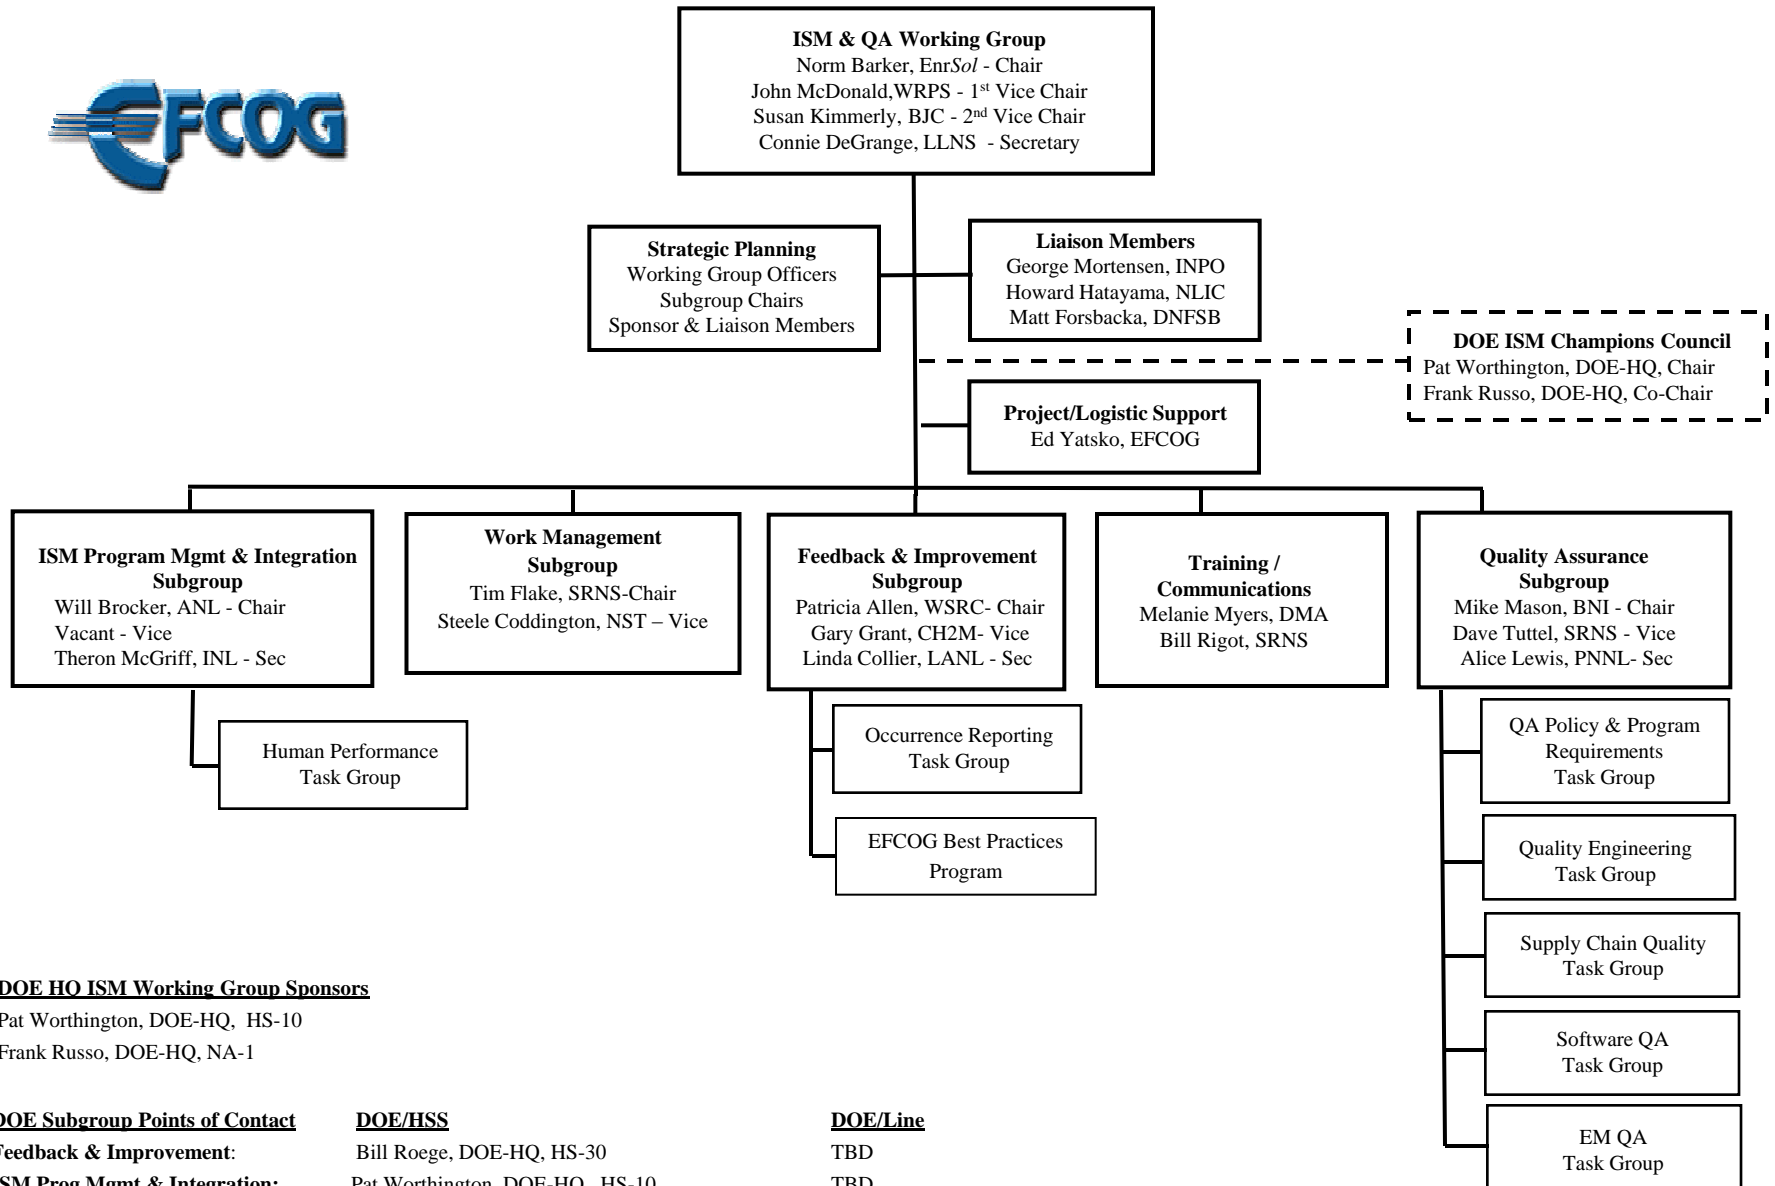 ISM & QA Working Group
Norm Barker, EnrSol - Chair
John McDonald,WRPS - 1st Vice Chair
Susan Kimmerly, BJC - 2nd Vice Chair
Connie DeGrange, LLNS - Secretary
EFCOG
Strategic Planning
Working Group Officers
Subgroup Chairs
Sponsor & Liaison Members
Liaison Members
George Mortensen, INPO
Howard Hatayama, NLIC
Matt Forsbacka, DNFSB
DOE ISM Champions Council
Pat Worthington, DOE-HQ, Chair
Frank Russo, DOE-HQ, Co-Chair
Project/Logistic Support
Ed Yatsko, EFCOG
ISM Program Mgmt & Integration
Subgroup
Will Brocker, ANL - Chair
Vacant - Vice
Theron McGriff, INL - Sec
Work Management
Subgroup
Tim Flake, SRNS-Chair
Steele Coddington, NST – Vice
Feedback & Improvement
Subgroup
Patricia Allen, WSRC- Chair
Gary Grant, CH2M- Vice
Linda Collier, LANL - Sec
Training /
Communications
Melanie Myers, DMA
Bill Rigot, SRNS
Quality Assurance
Subgroup
Mike Mason, BNI - Chair
Dave Tuttel, SRNS - Vice
Alice Lewis, PNNL- Sec
Human Performance
Task Group
Occurrence Reporting
Task Group
EFCOG Best Practices
Program
QA Policy & Program
Requirements
Task Group
Quality Engineering
Task Group
Supply Chain Quality
Task Group
Software QA
Task Group
EM QA
Task Group
DOE HQ ISM Working Group Sponsors
Pat Worthington, DOE-HQ, HS-10
Frank Russo, DOE-HQ, NA-1
DOE Subgroup Points of Contact DOE/HSS DOE/Line
Feedback & Improvement: Bill Roege, DOE-HQ, HS-30 TBD
ISM Prog Mgmt & Integration: Pat Worthington, DOE-HQ, HS-10 TBD